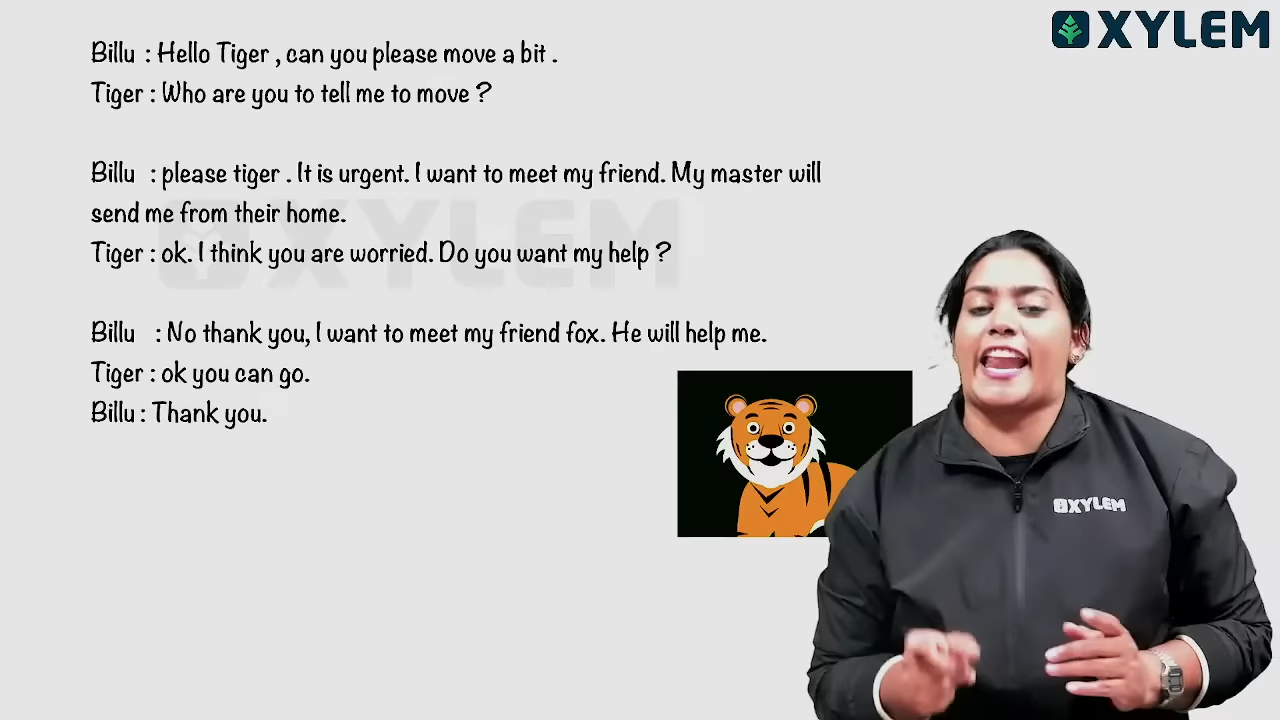 XYLEM
Billu : Hello Tiger , can you please move a bit .
Tiger : Who are you to tell me to move ?
Billu : please tiger . It is urgent. I want to meet my friend. My master will
send me from their home.
XYLEM
Tiger : ok. I think you are worried. Do you want my help ?
Billu : No thank you, I want to meet my friend fox. He will help me.
Tiger : ok you can go.
Billu : Thank you.
XYLEM